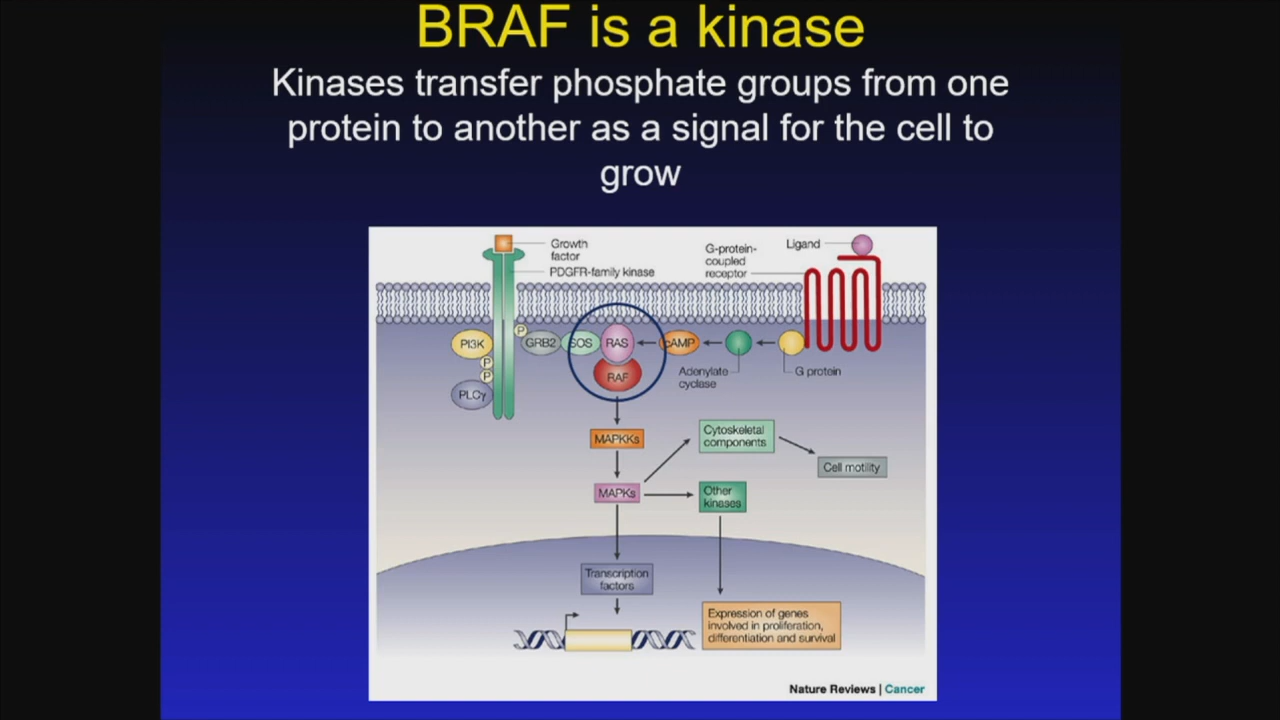 BRAF is a kinase
Kinases transfer phosphate groups from one
protein to another as a signal for the cell to
grow
Growth
factor
PDGFR-family kinase
G-protein-
coupled
receptor
Ligand
PI3K
P
P
PLCγ
P
GRB2
SOS
RAS
cAMP
RAF
Adenylate
cyclase
G protein
MAPKKs
Cytoskeletal
components
Cell motility
MAPKs
Other
kinases
Transcription
factors
Expression of genes
involved in proliferation,
differentiation and survival
Nature Reviews | Cancer